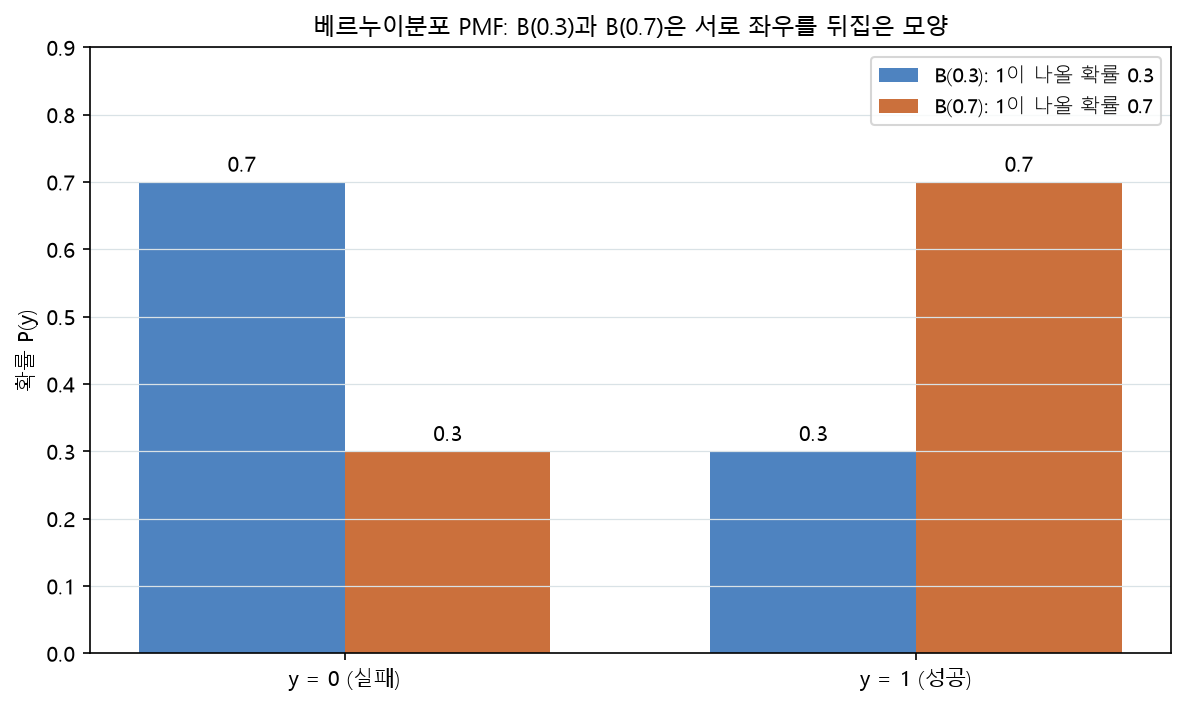 베르누이분포 PMF: B(0.3)과 B(0.7)은 서로 좌우를 뒤집은 모양
B(0.3): 1이 나올 확률 0.3
B(0.7): 1이 나올 확률 0.7
확률 P(y)
0.9
0.8
0.7
0.6
0.5
0.4
0.3
0.2
0.1
0.0
0.7
0.3
0.3
0.7
y = 0 (실패)
y = 1 (성공)